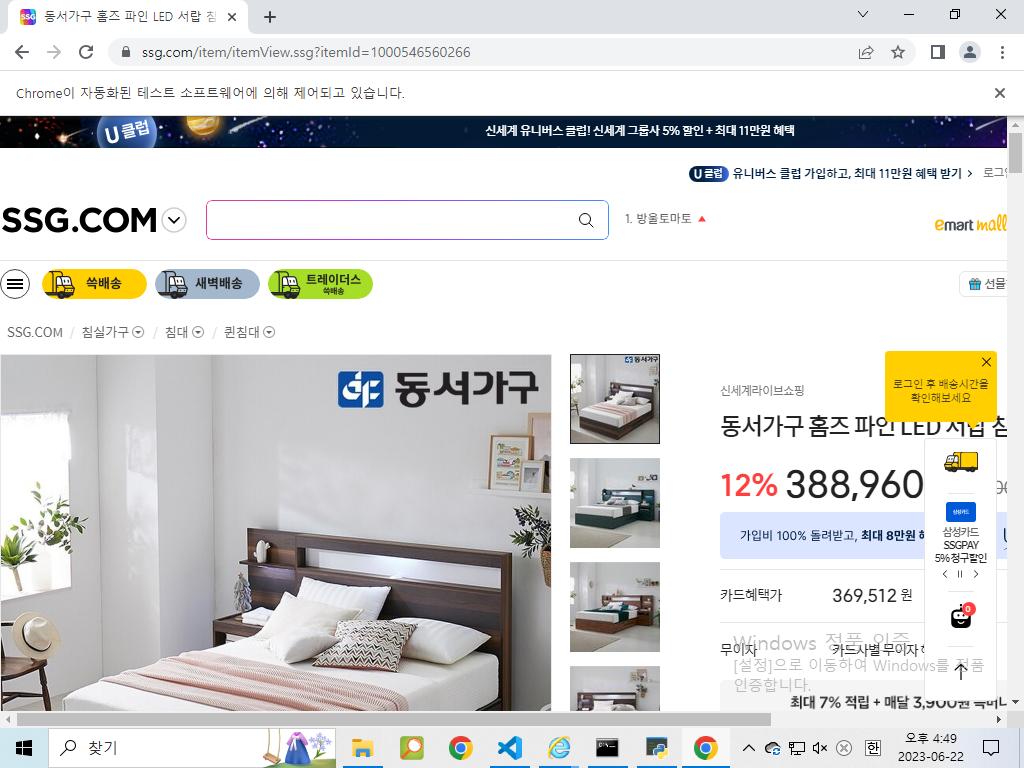 동서가구 홈즈 파인 LED 서랍 침
ssg.com/item/itemView.ssg?itemId=1000546560266
Chrome이 자동화된 테스트 소프트웨어에 의해 제어되고 있습니다.
U 클럽
신세계 유니버스 클럽! 신세계 그룹사 5% 할인 + 최대 11만원 혜택
U 클럽 유니버스 클럽 가입하고, 최대 11만원 혜택 받기 > 로그인
SSG.COM
1. 방울토마토
emart mall
쓱배송
새벽배송
트레이더스
쓱배송
선물
SSG.COM / 침실가구 / 침대 / 퀸침대
동서가구
동서가구
로그인 후 배송시간을
확인해보세요
신세계라이브쇼핑
동서가구 홈즈 파인 LED 서랍 침
12% 388,960
가입비 100% 돌려받고, 최대 8만원 혜
삼성카드
삼성카드
SSGPAY
5% 청구할인
카드혜택가 369,512 원
0
무이자 카드사별 무이자
Windows 정품 인증
[설정]으로 이동하여 Windows를 정품
인증합니다.
최대 7% 적립 + 매달 3,900원
찾기
한
오후 4:49
2023-06-22